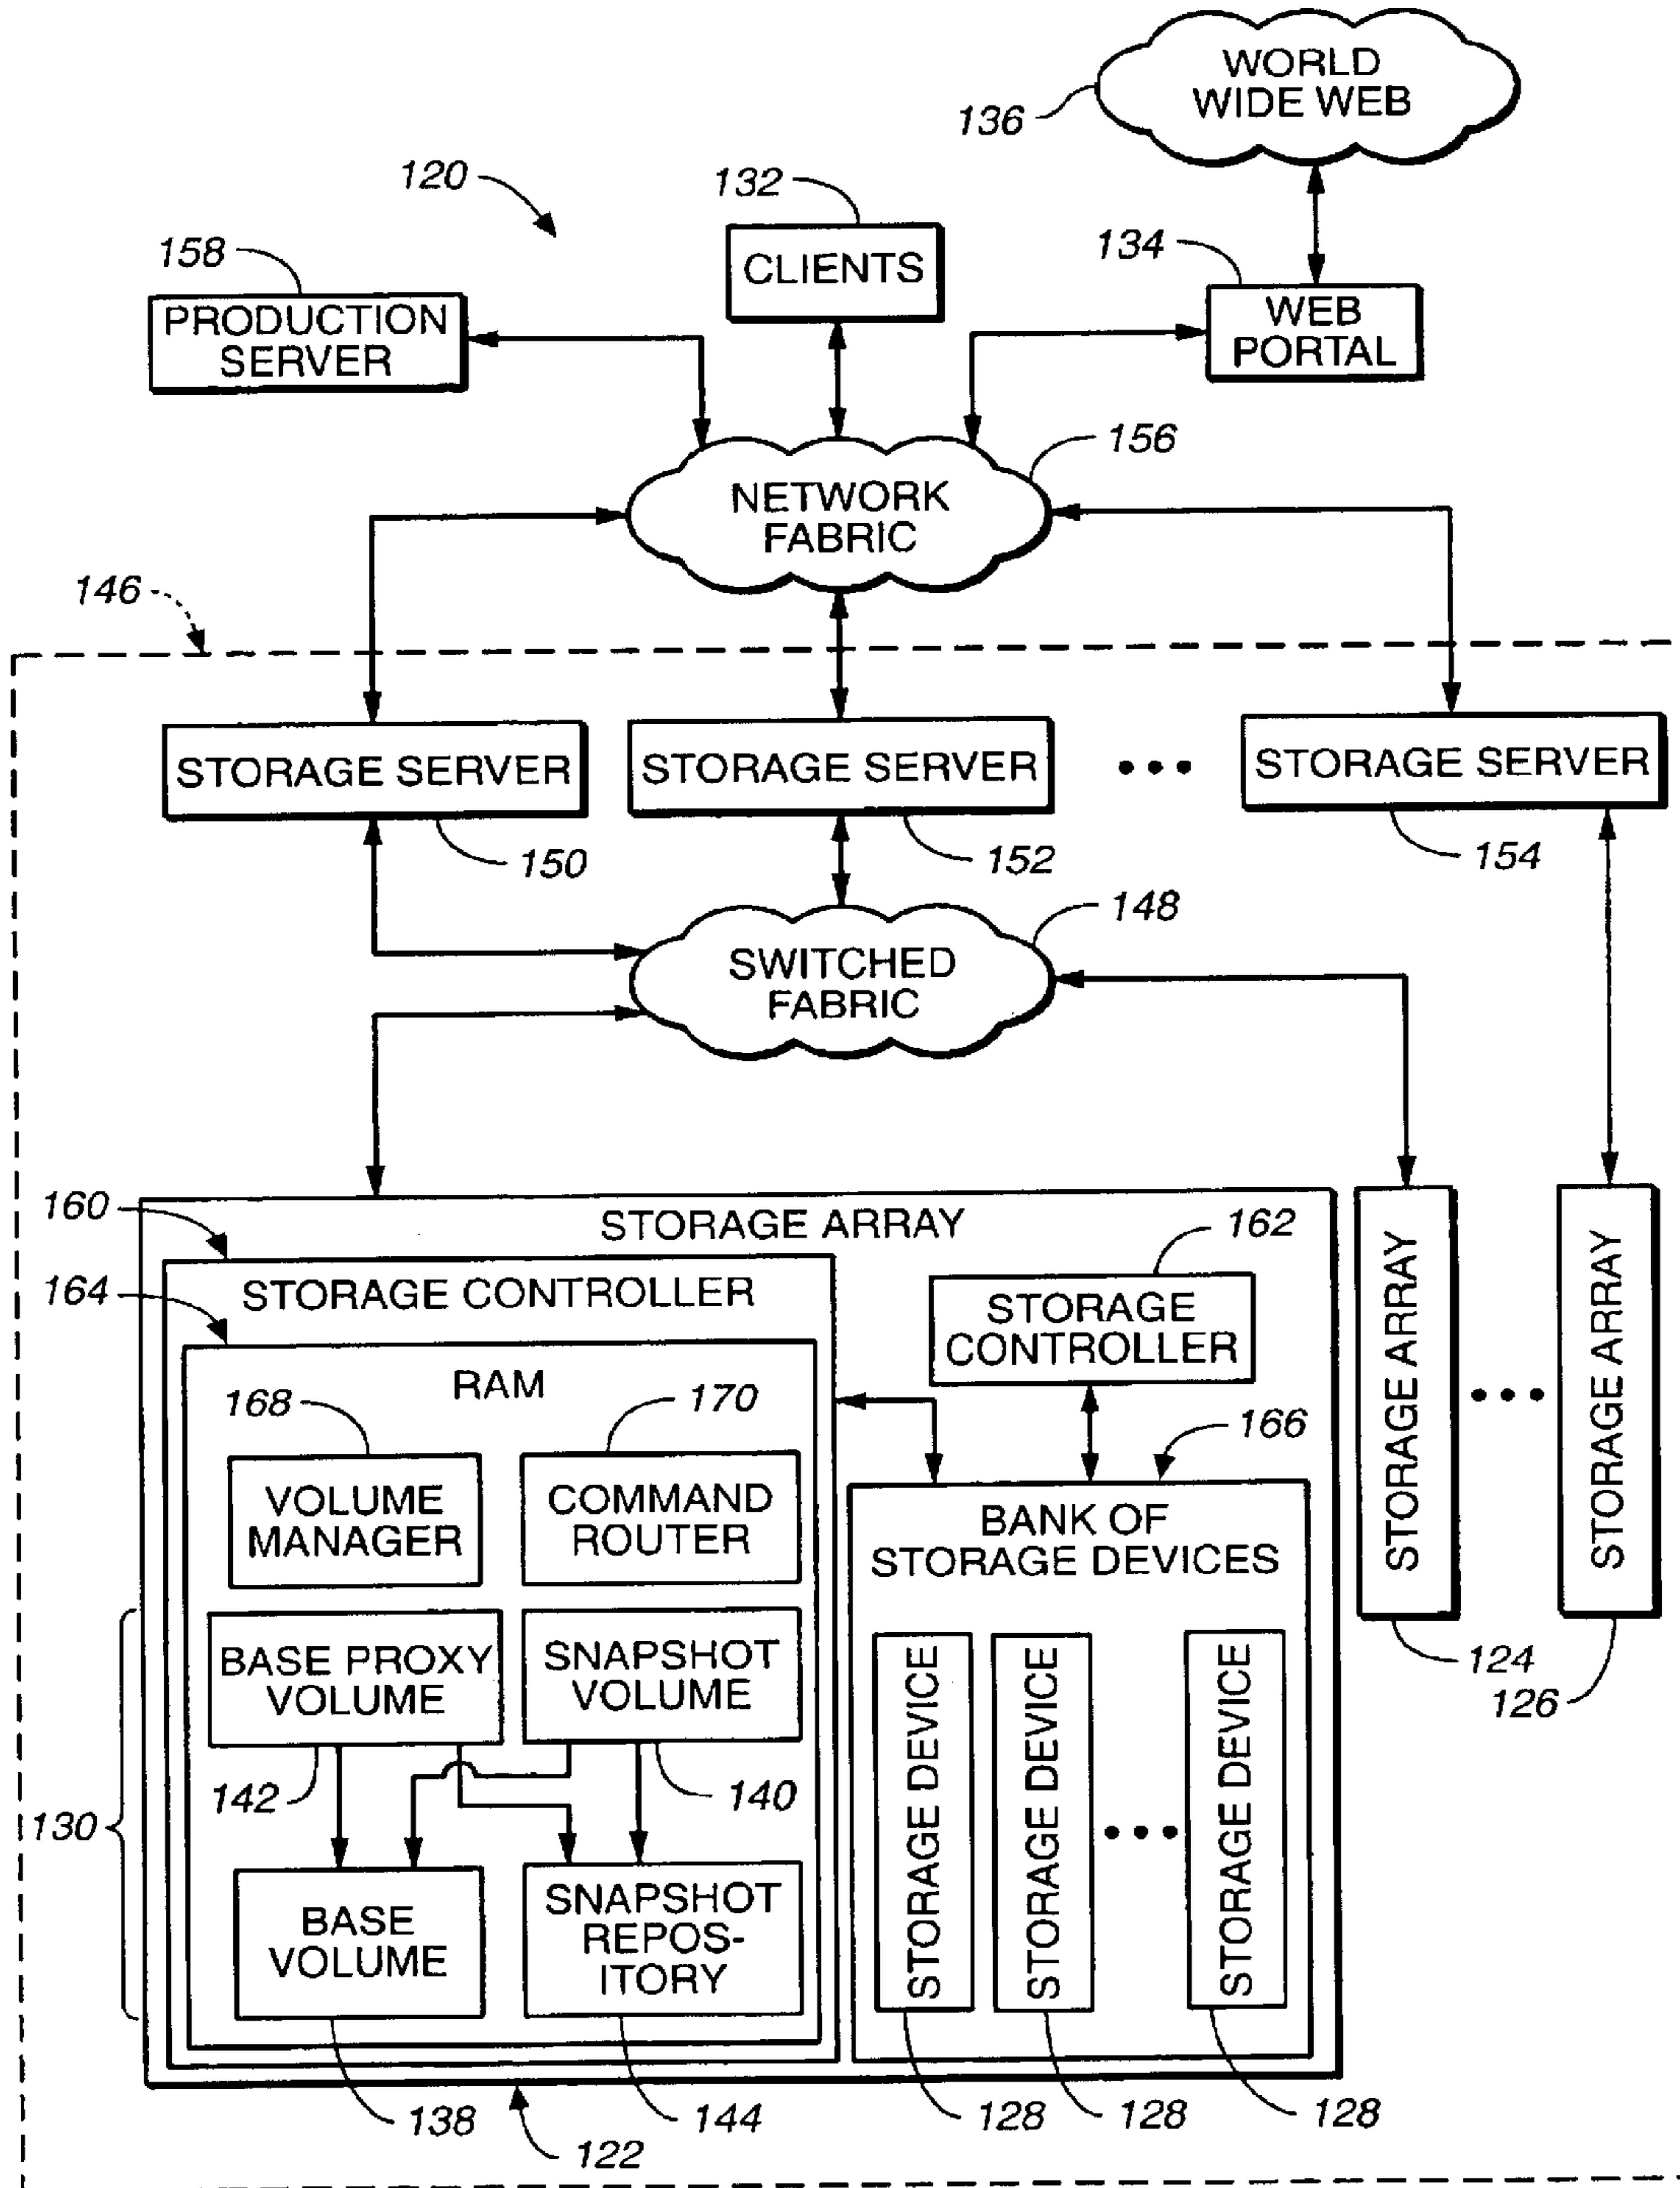 WORLD
WIDE WEB
136
120
132
CLIENTS
134
WEB
PORTAL
158
PRODUCTION
SERVER
156
NETWORK
FABRIC
146
STORAGE SERVER
STORAGE SERVER
• • •
STORAGE SERVER
150
152
154
148
SWITCHED
FABRIC
160
STORAGE ARRAY
164
STORAGE CONTROLLER
162
STORAGE
CONTROLLER
RAM
168
170
166
VOLUME
MANAGER
COMMAND
ROUTER
BANK OF
STORAGE DEVICES
STORAGE ARRAY
• • •
STORAGE ARRAY
124
126
BASE PROXY
VOLUME
SNAPSHOT
VOLUME
142
140
130
BASE
VOLUME
SNAPSHOT
REPOS-
ITORY
STORAGE DEVICE
STORAGE DEVICE
• • •
STORAGE DEVICE
138
144
122
128
128
128